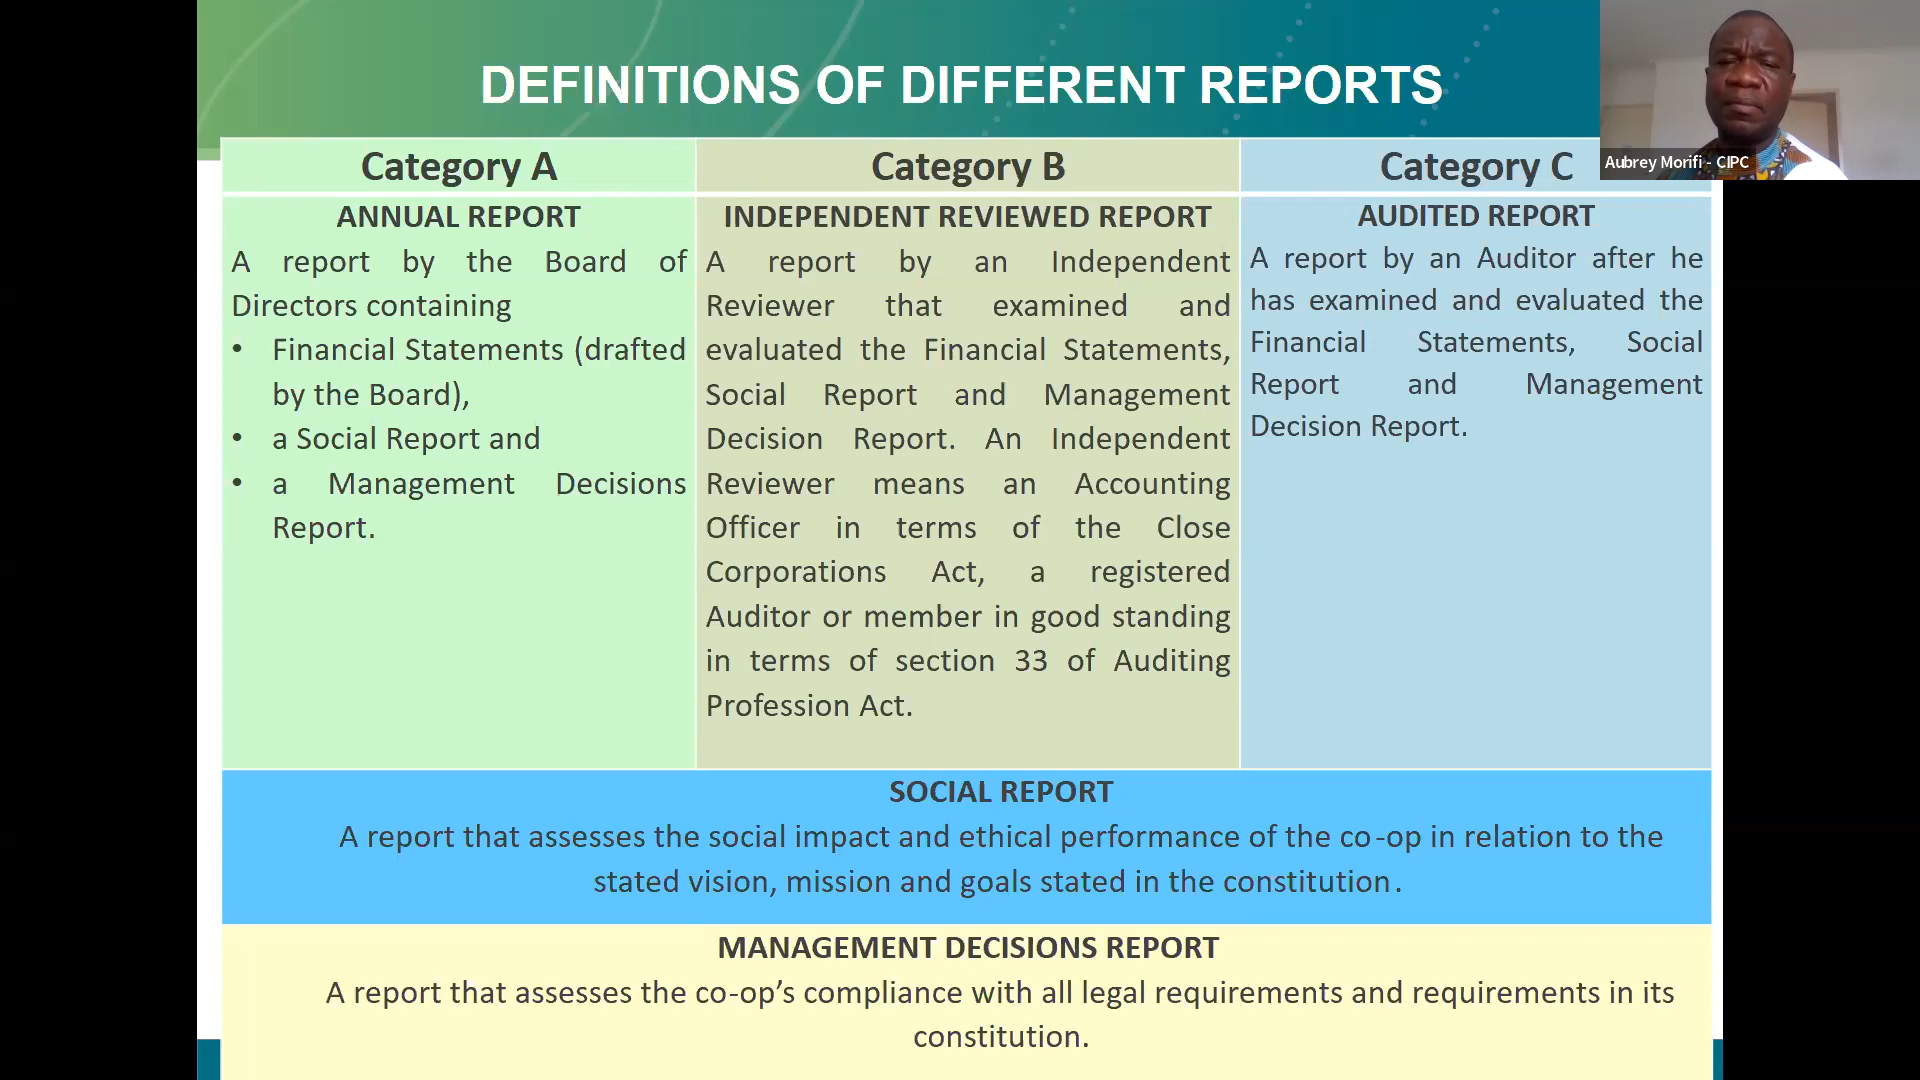 DEFINITIONS OF DIFFERENT REPORTS
Aubrey Morifi - CIPC
Category A
Category B
Category C
ANNUAL REPORT
A report by the Board of
Directors containing
• Financial Statements (drafted
by the Board),
• a Social Report and
• a Management Decisions
Report.
INDEPENDENT REVIEWED REPORT
A report by an Independent
Reviewer that examined and
evaluated the Financial Statements,
Social Report and Management
Decision Report. An Independent
Reviewer means an Accounting
Officer in terms of the Close
Corporations Act, a registered
Auditor or member in good standing
in terms of section 33 of Auditing
Profession Act.
AUDITED REPORT
A report by an Auditor after he
has examined and evaluated the
Financial Statements, Social
Report and Management
Decision Report.
SOCIAL REPORT
A report that assesses the social impact and ethical performance of the co-op in relation to the
stated vision, mission and goals stated in the constitution.
MANAGEMENT DECISIONS REPORT
A report that assesses the co-op’s compliance with all legal requirements and requirements in its
constitution.